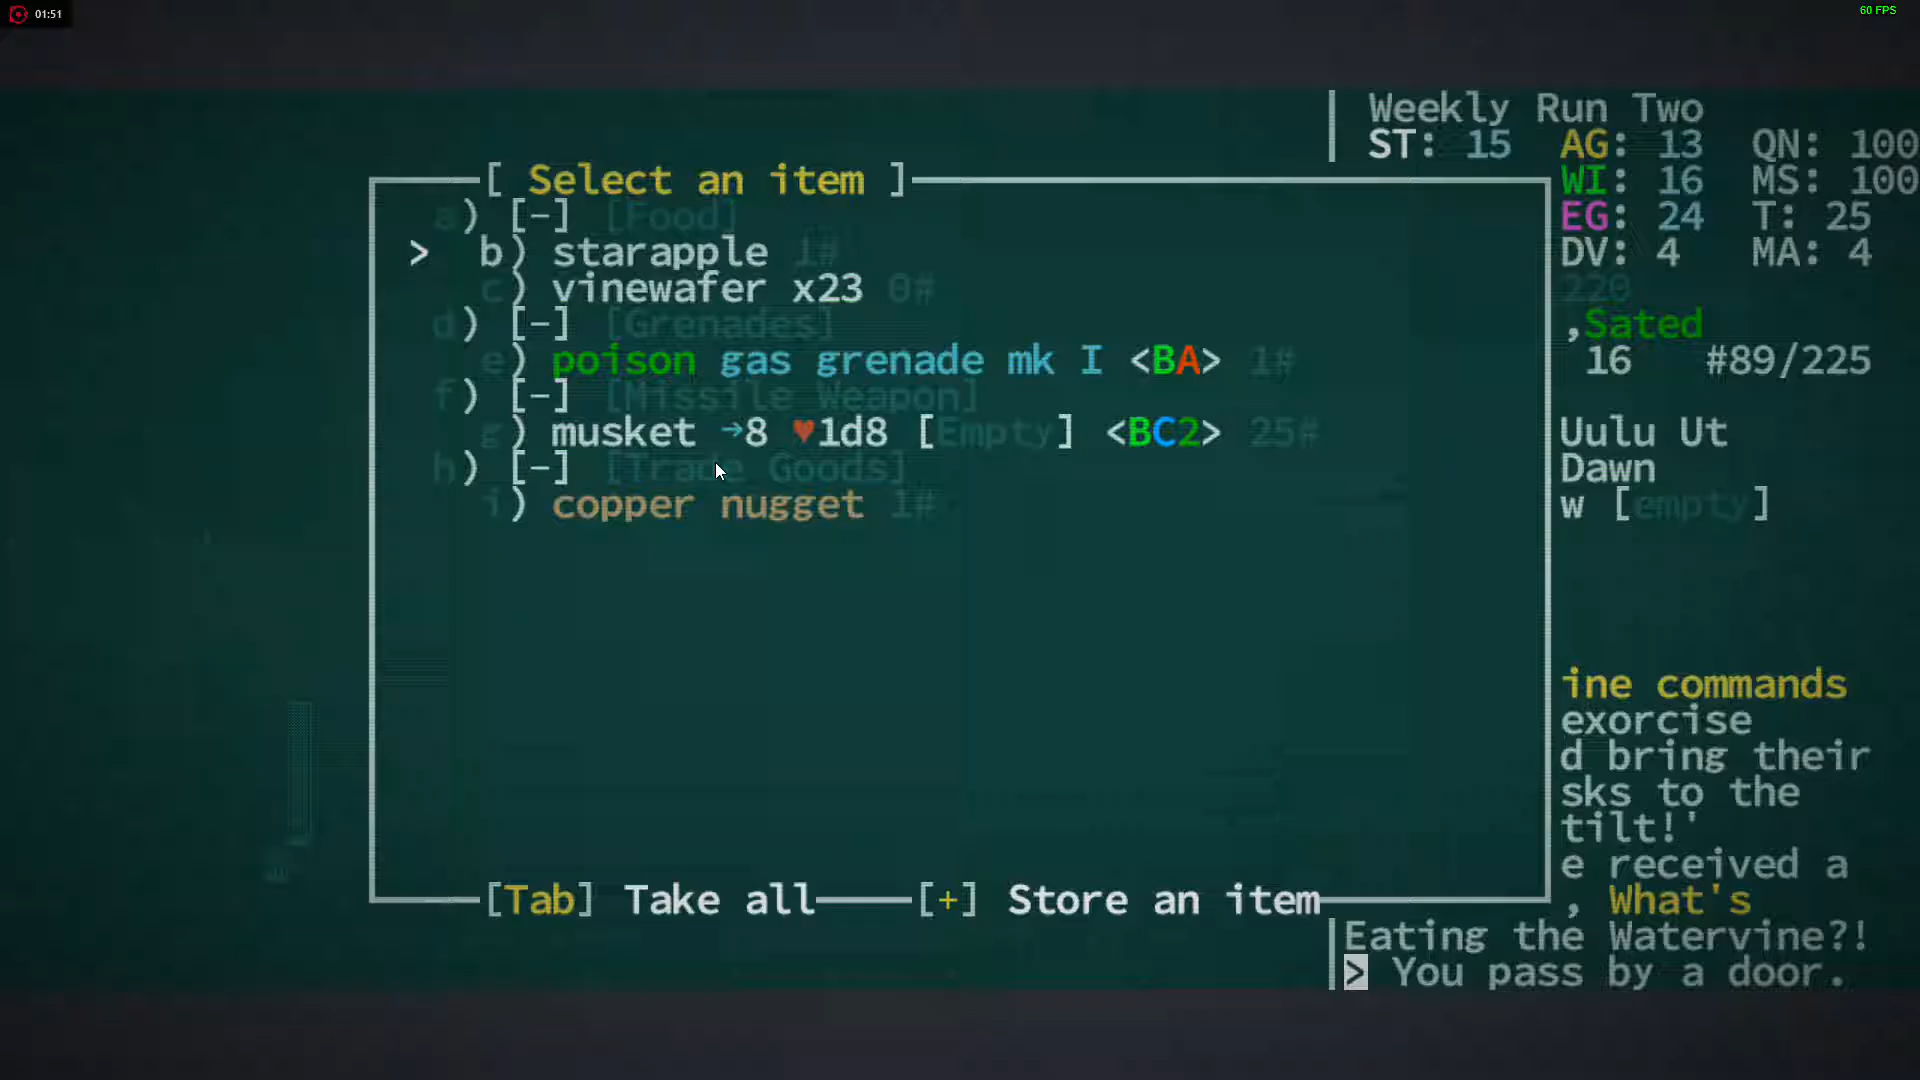 01:51
60 FPS
Weekly Run Two
ST: 15 AG: 13 QN: 100
[ Select an item ]
WI: 16 MS: 100
a) [-] [Food]
EG: 24 T: 25
> b) starapple 1#
DV: 4 MA: 4
c) vinewafer x23 0#
220
d) [-] [Grenades]
,Sated
e) poison gas grenade mk I <BA> 1#
16 #89/225
f) [-] [Missile Weapon]
g) musket →8 ♥1d8 [Empty] <BC2> 25#
Uulu Ut
h) [-] [Trade Goods]
Dawn
i) copper nugget 1#
w [empty]
ine commands
exorcise
d bring their
sks to the
tilt!'
e received a
[Tab] Take all [+] Store an item
, What's
Eating the Watervine?!
> You pass by a door.